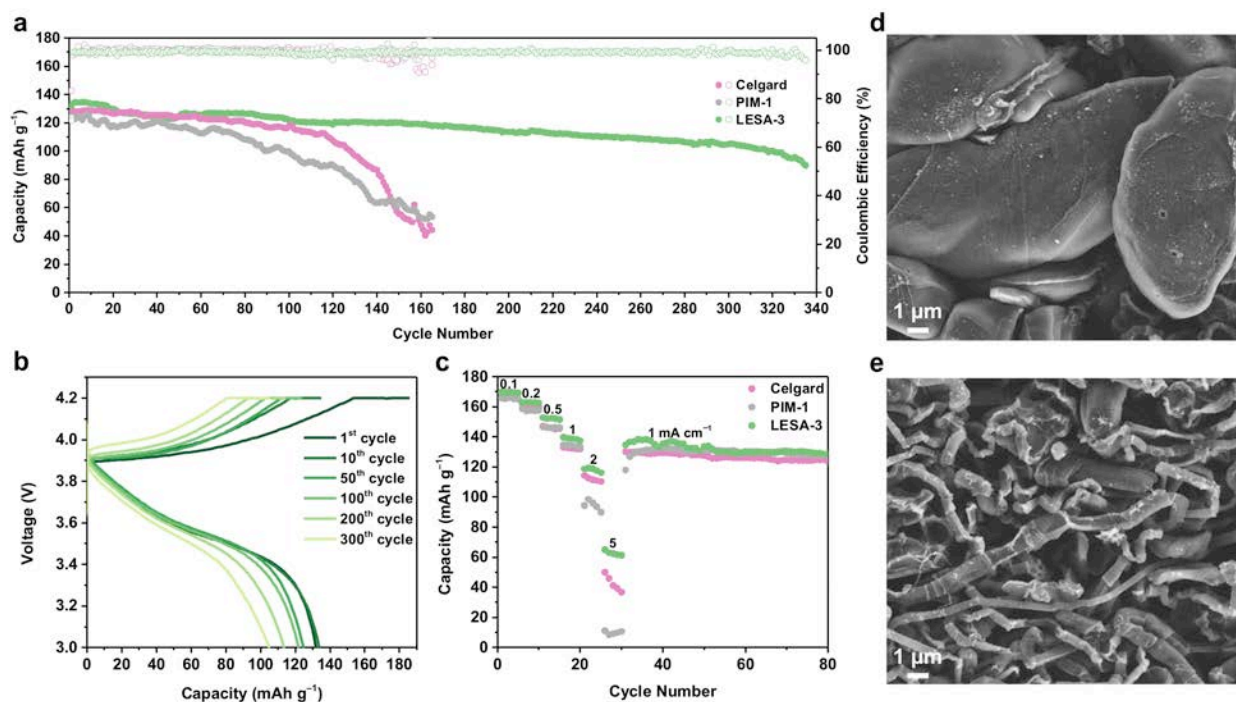 a
180
160
140
120
100
80
60
40
20
0
Capacity (mAh g⁻¹)
100
80
60
40
20
0
Coulombic Efficiency (%)
Celgard
PIM-1
LESA-3
0 20 40 60 80 100 120 140 160 180 200 220 240 260 280 300 320 340
Cycle Number
b
4.2
4.0
3.8
3.6
3.4
3.2
3.0
Voltage (V)
1ˢᵗ cycle
10ᵗʰ cycle
50ᵗʰ cycle
100ᵗʰ cycle
200ᵗʰ cycle
300ᵗʰ cycle
0 20 40 60 80 100 120 140 160 180
Capacity (mAh g⁻¹)
c
180
160
140
120
100
80
60
40
20
0
Capacity (mAh g⁻¹)
0.1
0.2
0.5
1
2
5
1 mA cm⁻¹
Celgard
PIM-1
LESA-3
0 20 40 60 80
Cycle Number
d
1 µm
e
1 µm